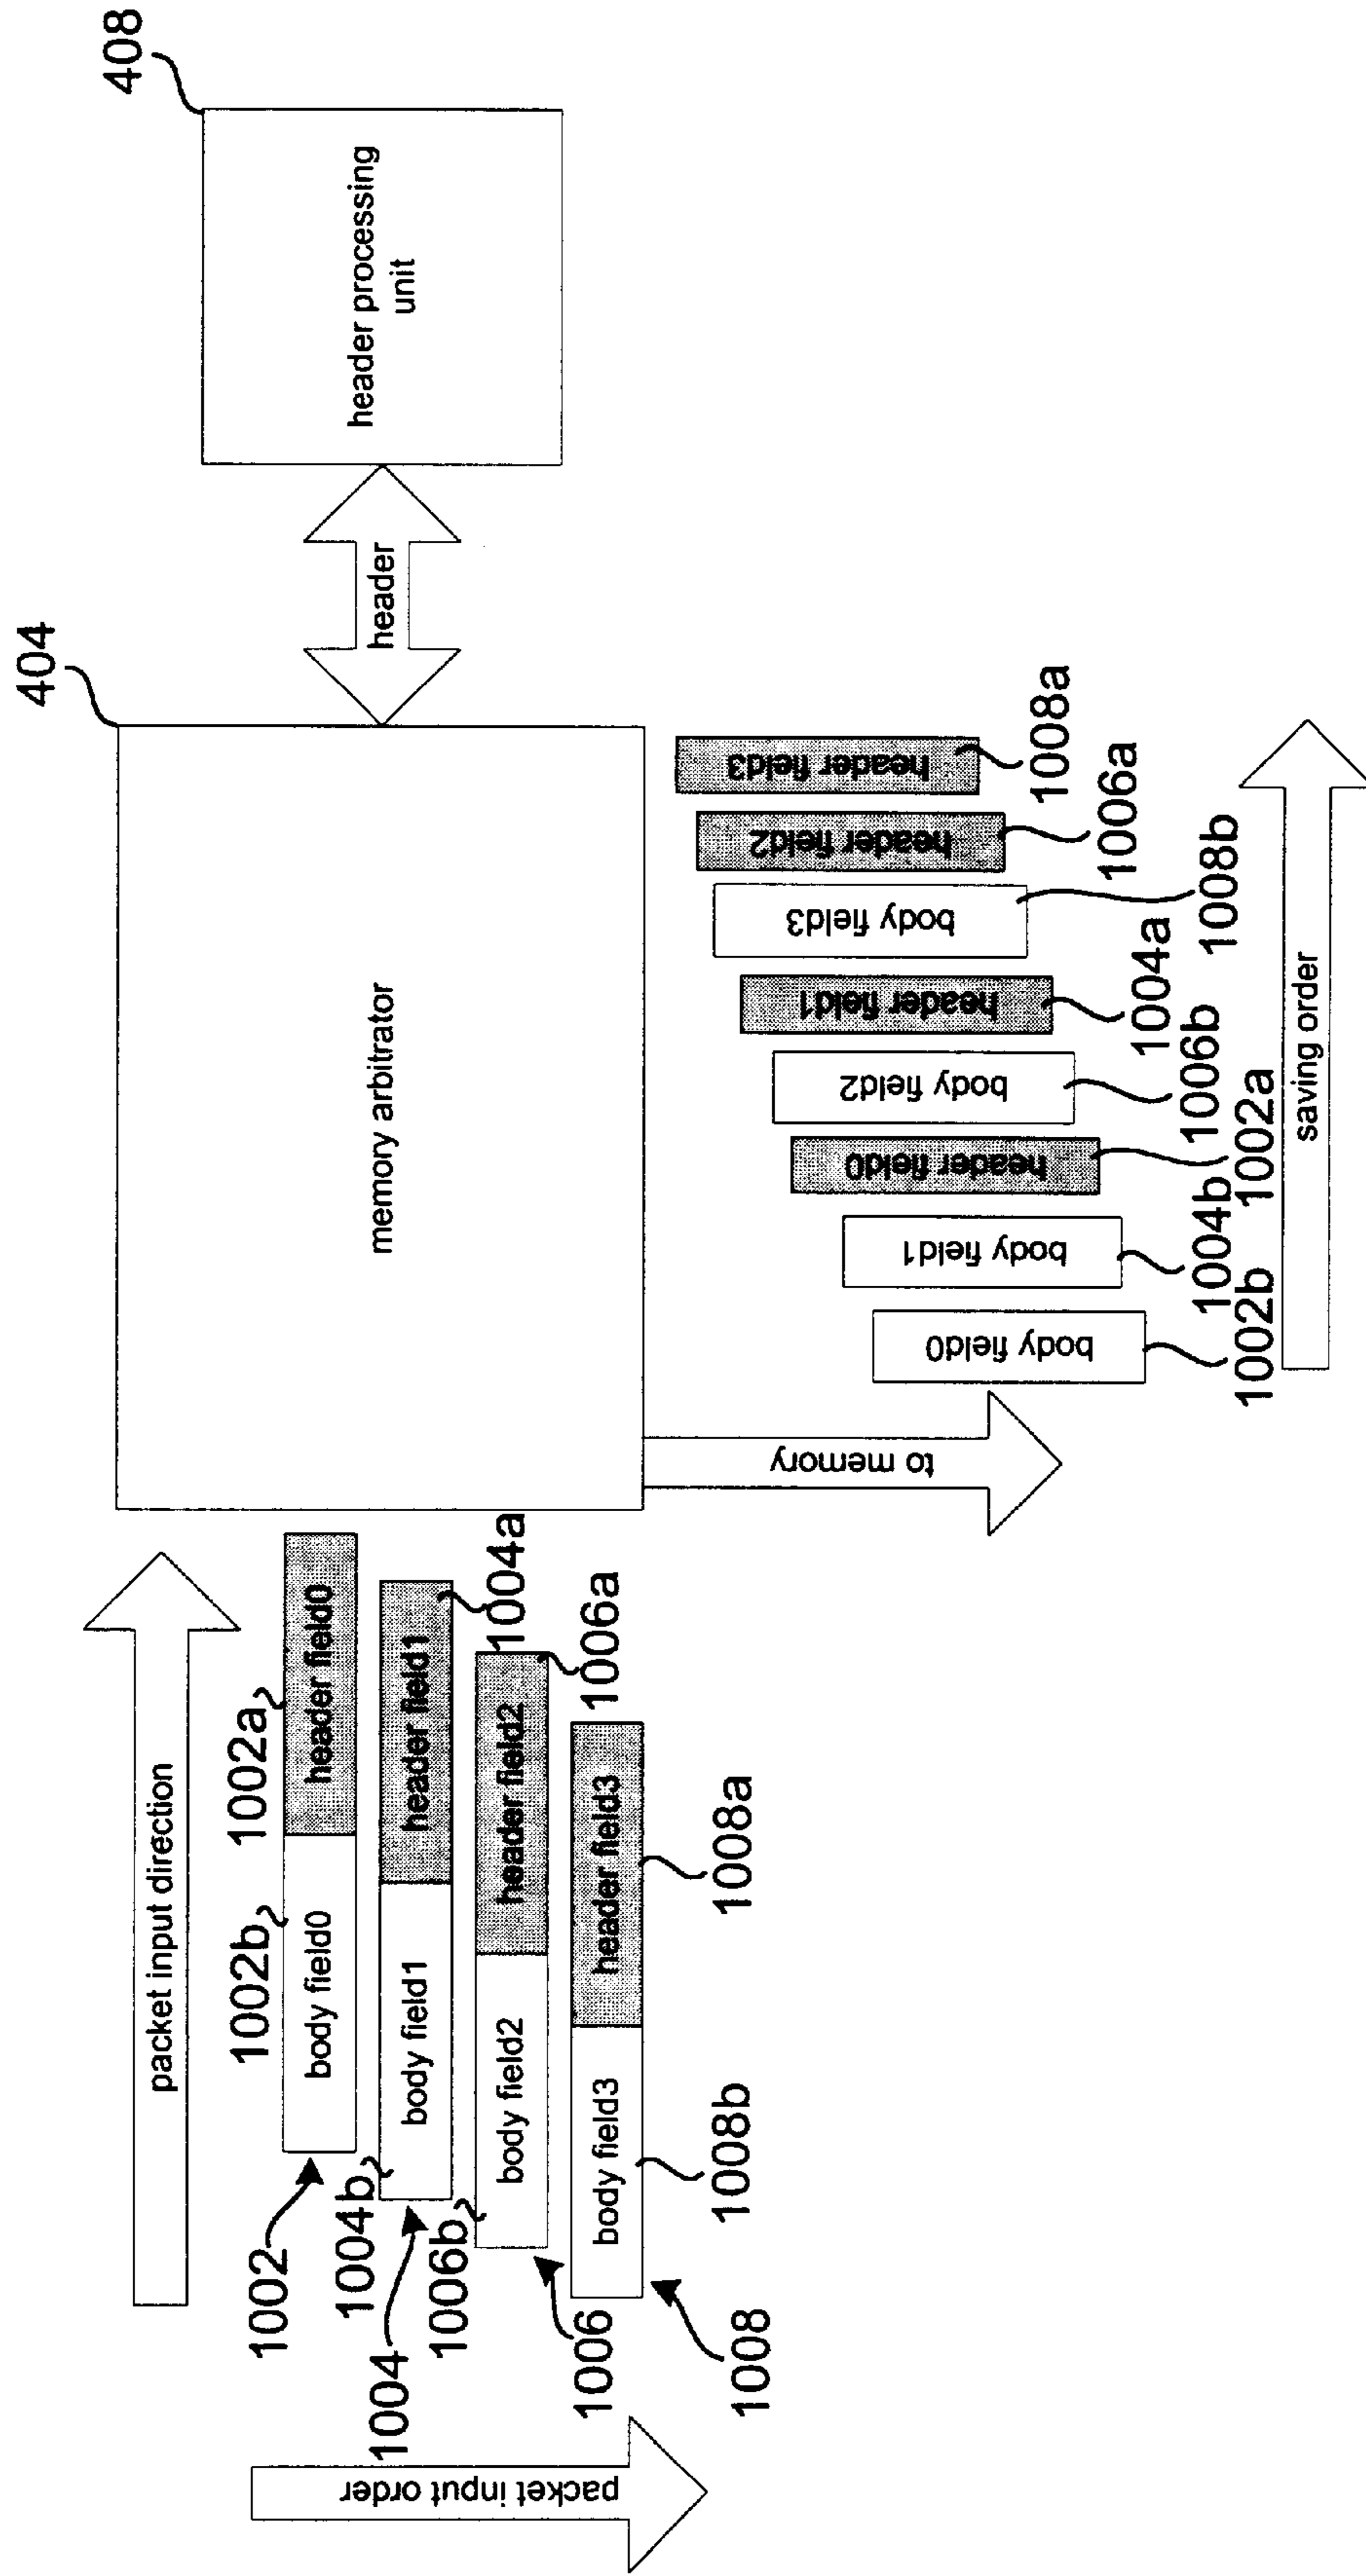 packet input direction
packet input order
1002
1002b
1002a
body field0
header field0
1004
1004b
body field1
header field1
1004a
1006
1006b
body field2
header field2
1006a
1008
body field3
header field3
1008b
1008a
404
memory arbitrator
header
408
header processing
unit
to memory
body field0
body field1
header field0
body field2
header field1
body field3
header field2
header field3
1002b
1004b
1002a
1006b
1004a
1008b
1006a
1008a
saving order